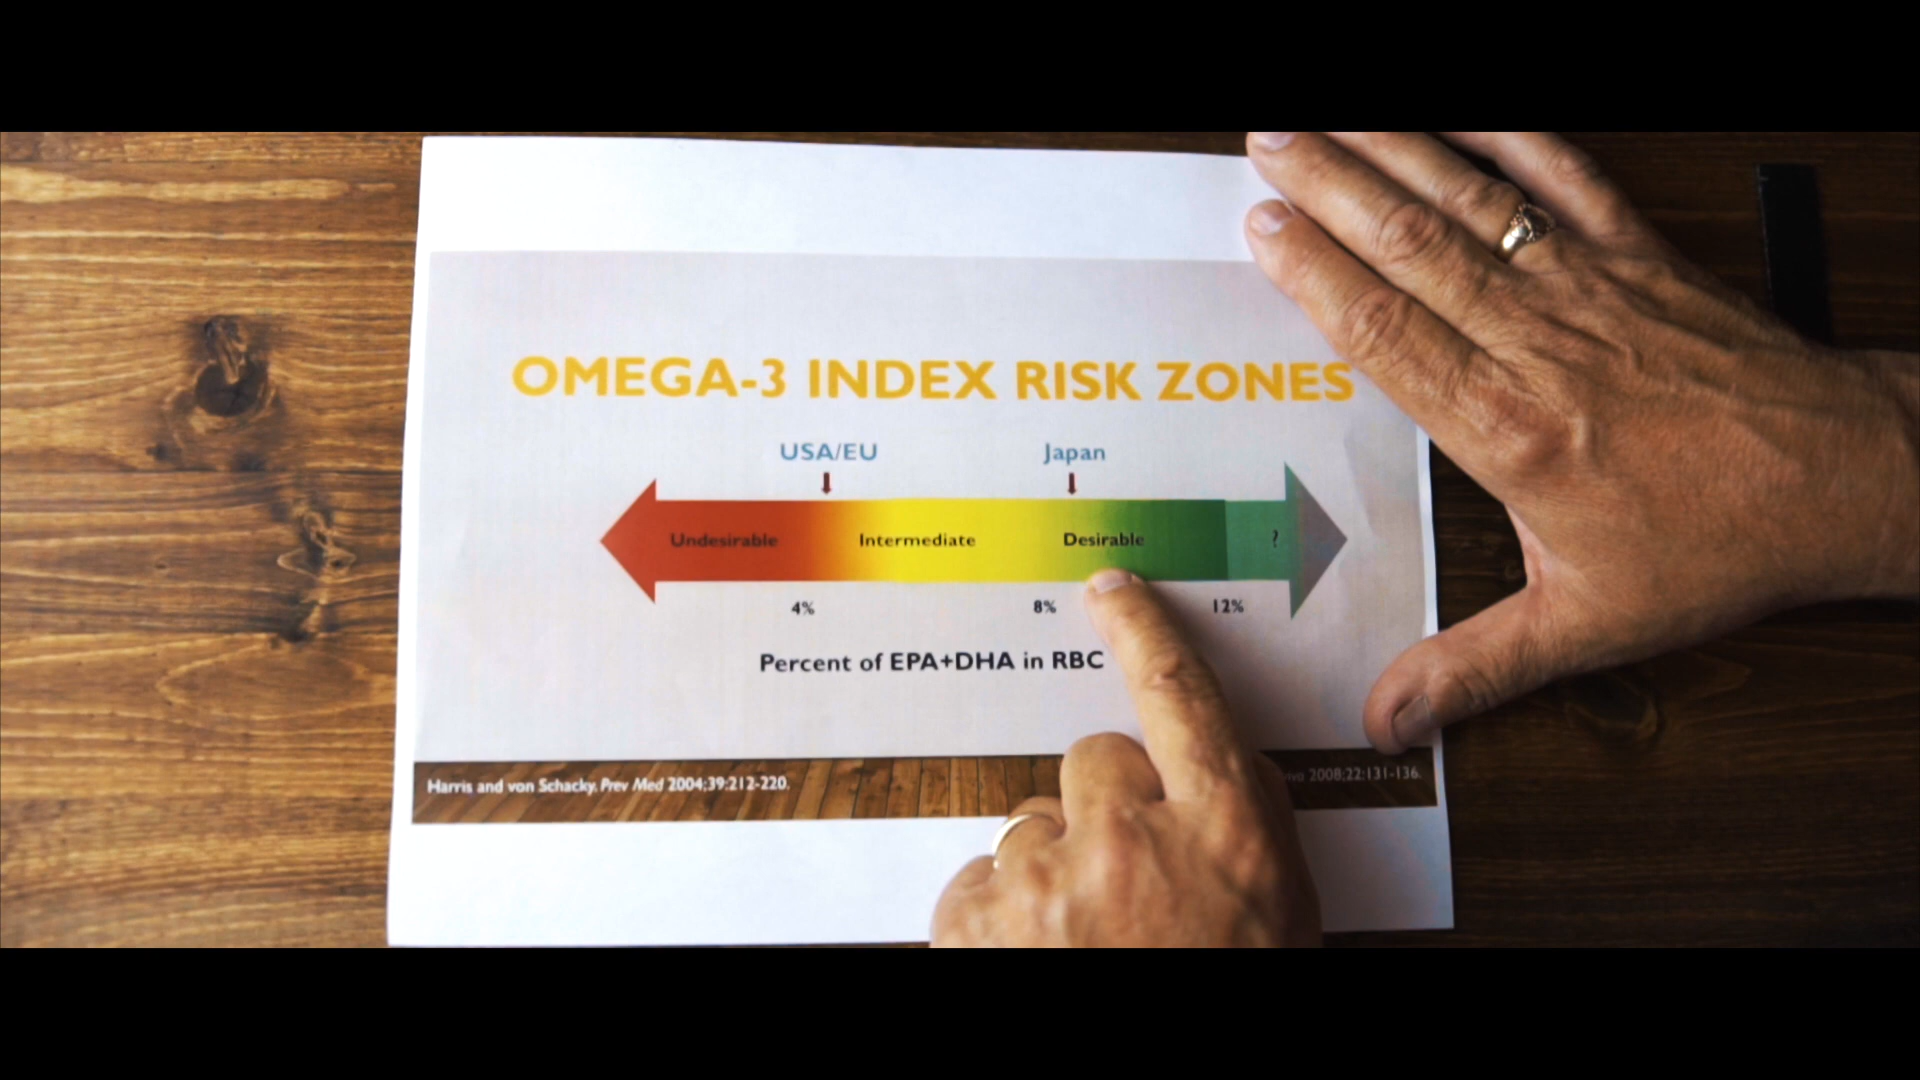 OMEGA-3 INDEX RISK ZONES
USA/EU Japan
Undesirable Intermediate Desirable ?
4% 8% 12%
Percent of EPA+DHA in RBC
Harris and von Schacky. Prev Med 2004;39:212-220. 2008;22:131-136.